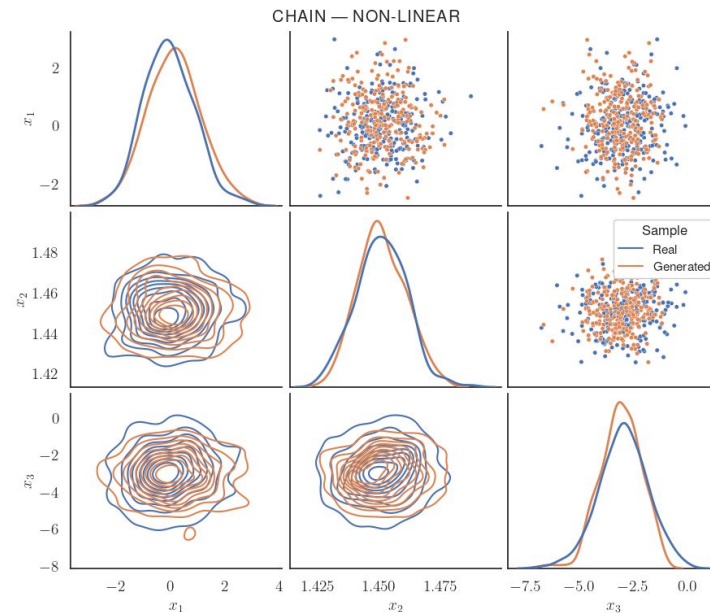 CHAIN — NON-LINEAR
2
0
−2
x₁
1.48
1.46
1.44
1.42
x₂
Sample
Real
Generated
0
−2
−4
−6
−8
x₃
−2 0 2 4
1.425 1.450 1.475
−7.5 −5.0 −2.5 0.0
x₁
x₂
x₃